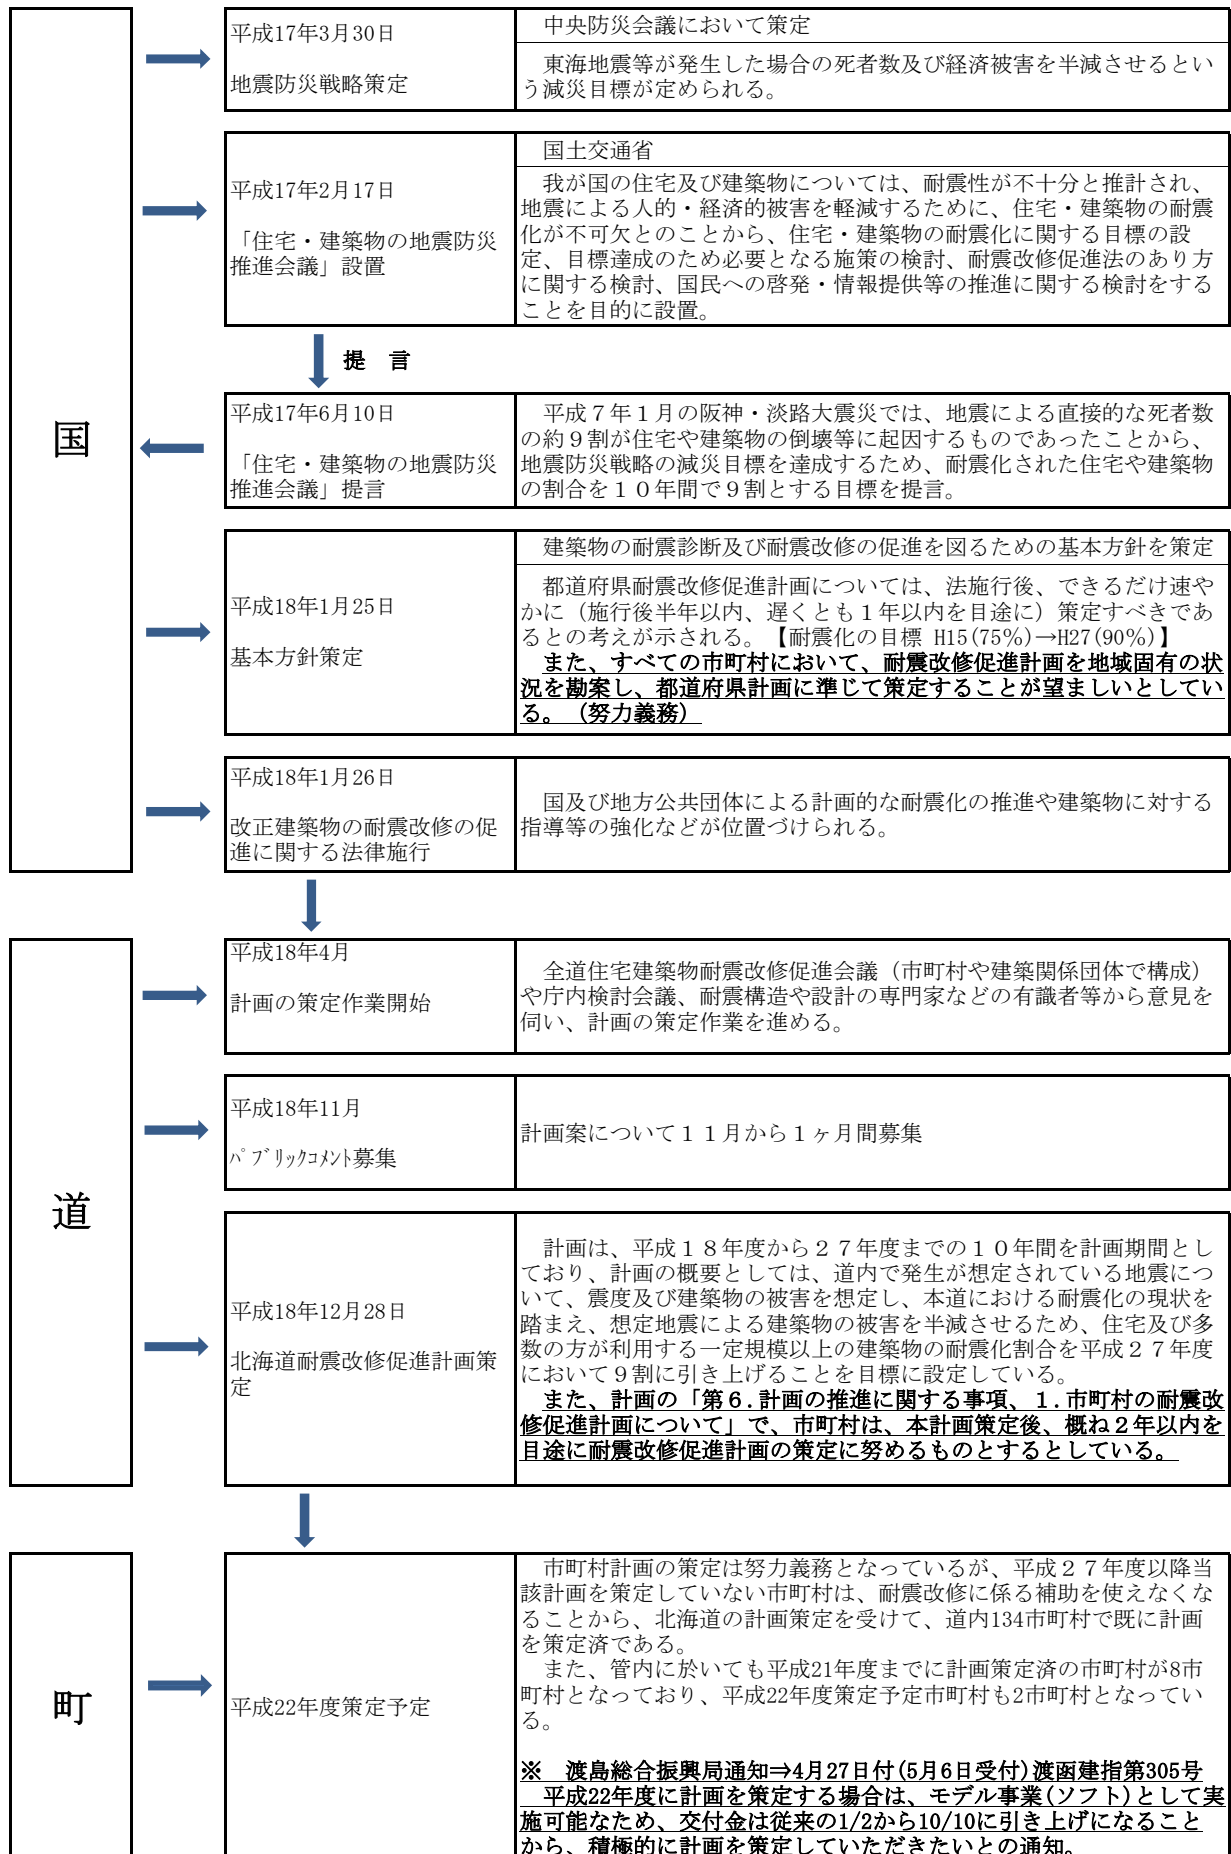 国
平成17年3月30日
地震防災戦略策定
中央防災会議において策定
東海地震等が発生した場合の死者数及び経済被害を半減させるとい
う減災目標が定められる。
平成17年2月17日
「住宅・建築物の地震防災
推進会議」設置
国土交通省
我が国の住宅及び建築物については、耐震性が不十分と推計され、
地震による人的・経済的被害を軽減するために、住宅・建築物の耐震
化が不可欠とのことから、住宅・建築物の耐震化に関する目標の設
定、目標達成のため必要となる施策の検討、耐震改修促進法のあり方
に関する検討、国民への啓発・情報提供等の推進に関する検討をする
ことを目的に設置。
提　言
平成17年6月10日
「住宅・建築物の地震防災
推進会議」提言
平成７年１月の阪神・淡路大震災では、地震による直接的な死者数
の約９割が住宅や建築物の倒壊等に起因するものであったことから、
地震防災戦略の減災目標を達成するため、耐震化された住宅や建築物
の割合を１０年間で９割とする目標を提言。
平成18年1月25日
基本方針策定
建築物の耐震診断及び耐震改修の促進を図るための基本方針を策定
都道府県耐震改修促進計画については、法施行後、できるだけ速や
かに（施行後半年以内、遅くとも１年以内を目途に）策定すべきであ
るとの考えが示される。【耐震化の目標 H15(75%)→H27(90%)】
また、すべての市町村において、耐震改修促進計画を地域固有の状
況を勘案し、都道府県計画に準じて策定することが望ましいとしてい
る。（努力義務）
平成18年1月26日
改正建築物の耐震改修の促
進に関する法律施行
国及び地方公共団体による計画的な耐震化の推進や建築物に対する
指導等の強化などが位置づけられる。
道
平成18年4月
計画の策定作業開始
全道住宅建築物耐震改修促進会議（市町村や建築関係団体で構成）
や庁内検討会議、耐震構造や設計の専門家などの有識者等から意見を
伺い、計画の策定作業を進める。
平成18年11月
ﾊﾟﾌﾞﾘｯｸｺﾒﾝﾄ募集
計画案について１１月から１ヶ月間募集
平成18年12月28日
北海道耐震改修促進計画策
定
計画は、平成１８年度から２７年度までの１０年間を計画期間とし
ており、計画の概要としては、道内で発生が想定されている地震につ
いて、震度及び建築物の被害を想定し、本道における耐震化の現状を
踏まえ、想定地震による建築物の被害を半減させるため、住宅及び多
数の方が利用する一定規模以上の建築物の耐震化割合を平成２７年度
において９割に引き上げることを目標に設定している。
また、計画の「第６.計画の推進に関する事項、１.市町村の耐震改
修促進計画について」で、市町村は、本計画策定後、概ね２年以内を
目途に耐震改修促進計画の策定に努めるものとするとしている。
町
平成22年度策定予定
市町村計画の策定は努力義務となっているが、平成２７年度以降当
該計画を策定していない市町村は、耐震改修に係る補助を使えなくな
ることから、北海道の計画策定を受けて、道内134市町村で既に計画
を策定済である。
また、管内に於いても平成21年度までに計画策定済の市町村が8市
町村となっており、平成22年度策定予定市町村も2市町村となってい
る。
※　渡島総合振興局通知⇒4月27日付(5月6日受付)渡函建指第305号
平成22年度に計画を策定する場合は、モデル事業(ソフト)として実
施可能なため、交付金は従来の1/2から10/10に引き上げになること
から、積極的に計画を策定していただきたいとの通知。